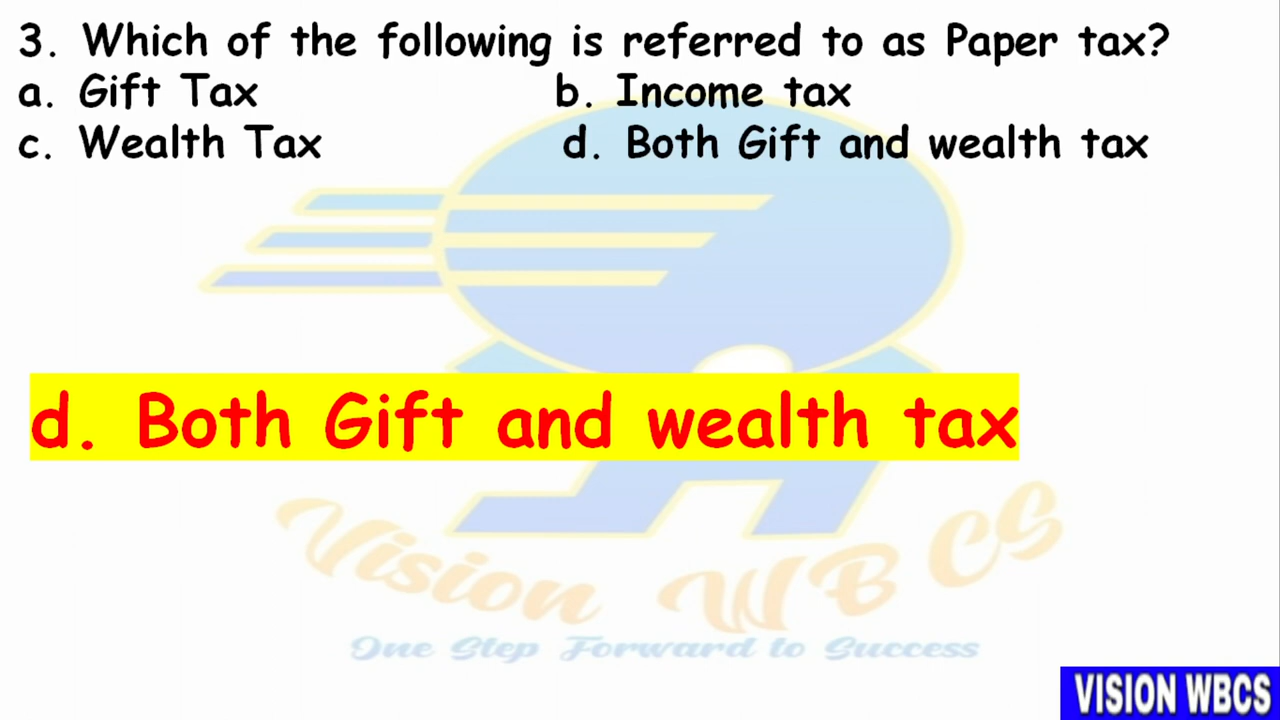 3. Which of the following is referred to as Paper tax?
a. Gift Tax b. Income tax
c. Wealth Tax d. Both Gift and wealth tax
d. Both Gift and wealth tax
Vision WBCS
One Step Forward to Success
VISION WBCS